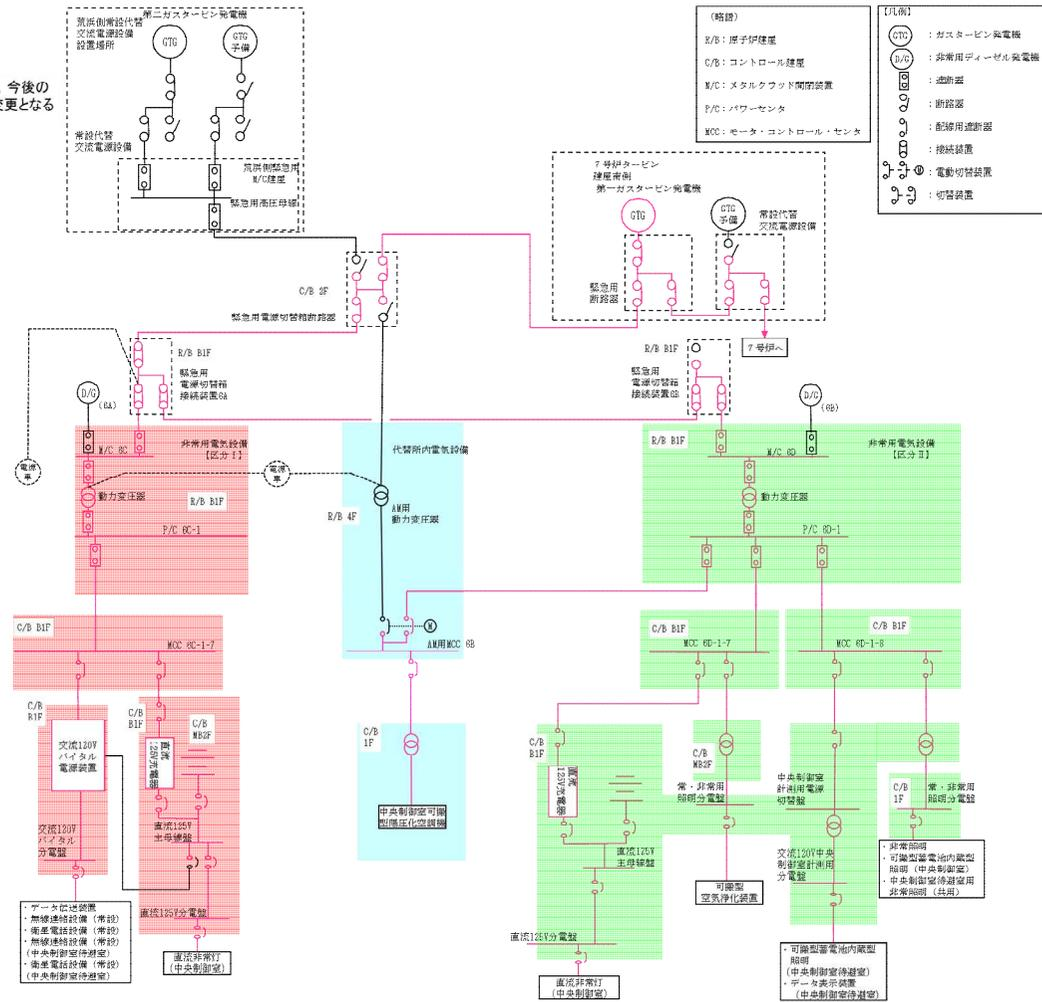 今後の
変更となる
第二ガスタービン発電機
荒浜側常設代替
交流電源設備
設置場所
GTG
GTG
予備
常設代替
交流電源設備
荒浜側緊急用
M/C建屋
緊急用高圧母線
(略語)
R/B：原子炉建屋
C/B：コントロール建屋
M/C：メタルクラッド開閉装置
P/C：パワーセンタ
MCC：モータ・コントロール・センタ
【凡例】
GTG ：ガスタービン発電機
D/G ：非常用ディーゼル発電機
：遮断器
：断路器
：配線用遮断器
：接続装置
M ：電動切替装置
：切替装置
7号炉タービン
建屋南側
第一ガスタービン発電機
GTG
GTG
予備
常設代替
交流電源設備
緊急用
断路器
7号炉へ
C/B 2F
緊急用電源切替箱断路器
R/B B1F
緊急用
電源切替箱
接続装置6A
R/B B1F
緊急用
電源切替箱
接続装置6B
D/G
(6A)
D/G
(6B)
電源
車
電源
車
非常用電気設備
【区分Ⅰ】
M/C 6C
動力変圧器
R/B B1F
P/C 6C-1
代替所内電気設備
R/B 4F
AM用
動力変圧器
M
AM用MCC 6B
R/B B1F
非常用電気設備
【区分Ⅱ】
M/C 6D
動力変圧器
P/C 6D-1
C/B B1F
MCC 6C-1-7
C/B B1F
MCC 6D-1-7
C/B B1F
MCC 6D-1-8
C/B
B1F
交流120V
バイタル
電源装置
交流120V
バイタル
分電盤
C/B
B1F
直流
125V充電器
C/B
MB2F
直流125V
主母線盤
直流125V分電盤
直流非常灯
(中央制御室)
・データ伝送装置
・無線連絡設備（常設）
・衛星電話設備（常設）
・無線連絡設備（常設）
(中央制御室待避室)
・衛星電話設備（常設）
(中央制御室待避室)
C/B
1F
中央制御室可搬
型陽圧化空調機
C/B
B1F
直流
125V充電器
直流125V
主母線盤
直流125V分電盤
直流非常灯
(中央制御室)
C/B
MB2F
常・非常用
照明分電盤
可搬型
空気浄化装置
中央制御室
計測用電源
切替盤
交流120V中央
制御室計測用
分電盤
・可搬型蓄電池内蔵型
照明
(中央制御室待避室)
・データ表示装置
(中央制御室待避室)
C/B
1F
常・非常用
照明分電盤
・非常照明
・可搬型蓄電池内蔵型
照明（中央制御室）
・中央制御室待避室用
非常照明（共用）